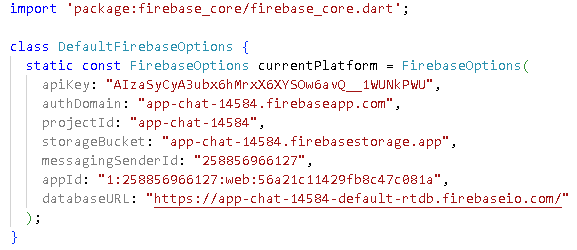 import 'package:firebase_core/firebase_core.dart';

class DefaultFirebaseOptions {
  static const FirebaseOptions currentPlatform = FirebaseOptions(
    apiKey: "AIzaSyCyA3ubx6hMrxX6XYSOw6avQ__1WUNkPWU",
    authDomain: "app-chat-14584.firebaseapp.com",
    projectId: "app-chat-14584",
    storageBucket: "app-chat-14584.firebasestorage.app",
    messagingSenderId: "258856966127",
    appId: "1:258856966127:web:56a21c11429fb8c47c081a",
    databaseURL: "https://app-chat-14584-default-rtdb.firebaseio.com/"
  );
}